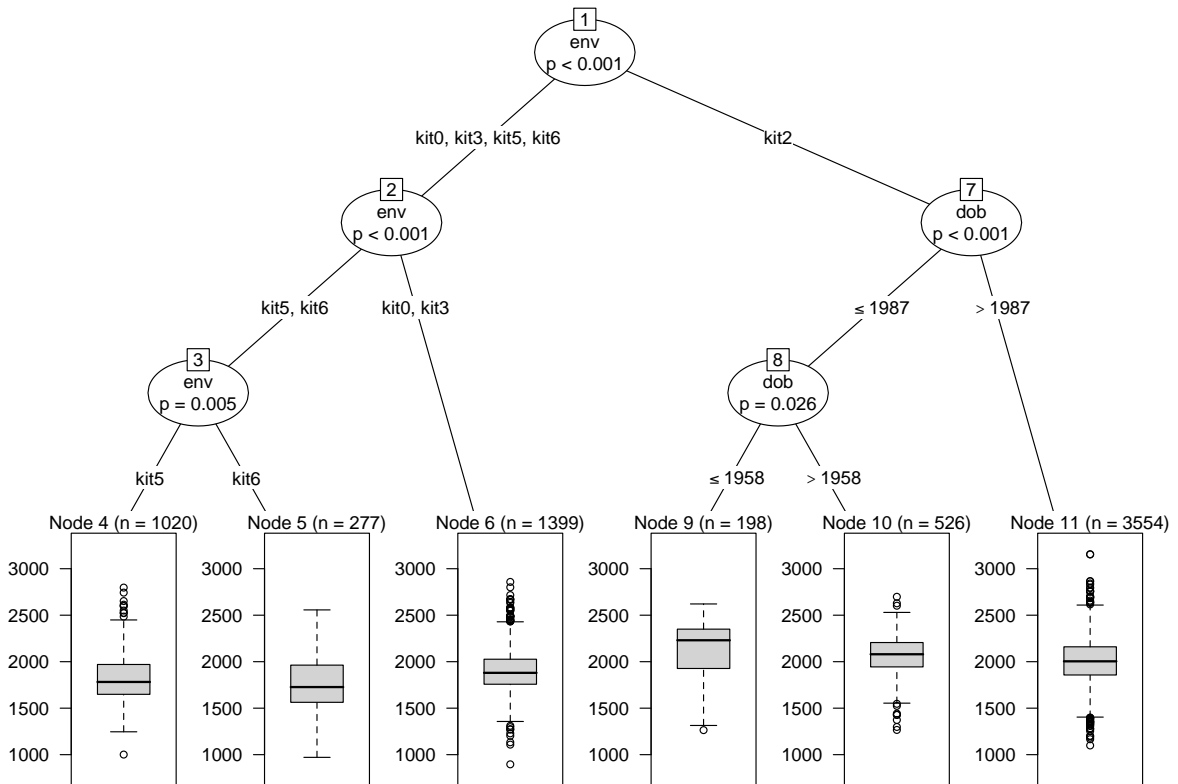 1
env
p < 0.001
kit0, kit3, kit5, kit6
kit2
2
env
p < 0.001
7
dob
p < 0.001
kit5, kit6
kit0, kit3
≤ 1987
> 1987
3
env
p = 0.005
8
dob
p = 0.026
kit5
kit6
≤ 1958
> 1958
Node 4 (n = 1020)
3000
2500
2000
1500
1000
Node 5 (n = 277)
3000
2500
2000
1500
1000
Node 6 (n = 1399)
3000
2500
2000
1500
1000
Node 9 (n = 198)
3000
2500
2000
1500
1000
Node 10 (n = 526)
3000
2500
2000
1500
1000
Node 11 (n = 3554)
3000
2500
2000
1500
1000